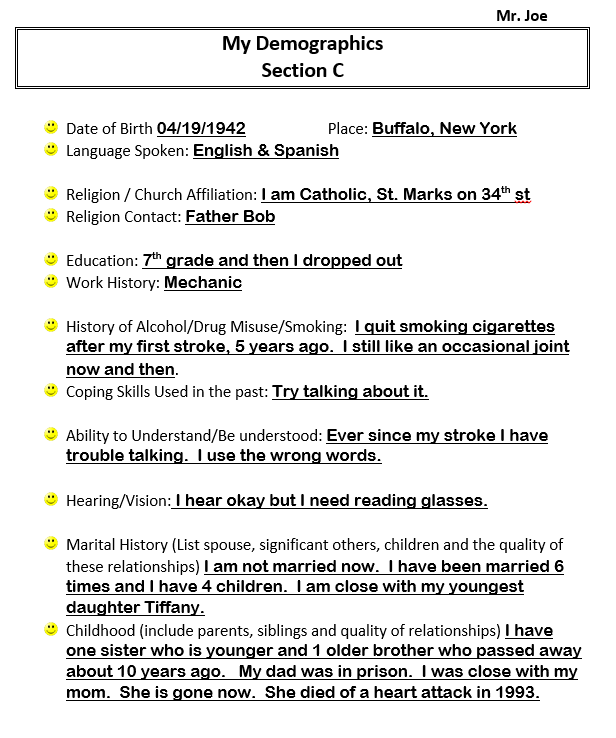 Mr. Joe
My Demographics
Section C
Date of Birth 04/19/1942 Place: Buffalo, New York
Language Spoken: English & Spanish
Religion / Church Affiliation: I am Catholic, St. Marks on 34th st
Religion Contact: Father Bob
Education: 7th grade and then I dropped out
Work History: Mechanic
History of Alcohol/Drug Misuse/Smoking: I quit smoking cigarettes
after my first stroke, 5 years ago. I still like an occasional joint
now and then.
Coping Skills Used in the past: Try talking about it.
Ability to Understand/Be understood: Ever since my stroke I have
trouble talking. I use the wrong words.
Hearing/Vision: I hear okay but I need reading glasses.
Marital History (List spouse, significant others, children and the quality of
these relationships) I am not married now. I have been married 6
times and I have 4 children. I am close with my youngest
daughter Tiffany.
Childhood (include parents, siblings and quality of relationships) I have
one sister who is younger and 1 older brother who passed away
about 10 years ago. My dad was in prison. I was close with my
mom. She is gone now. She died of a heart attack in 1993.